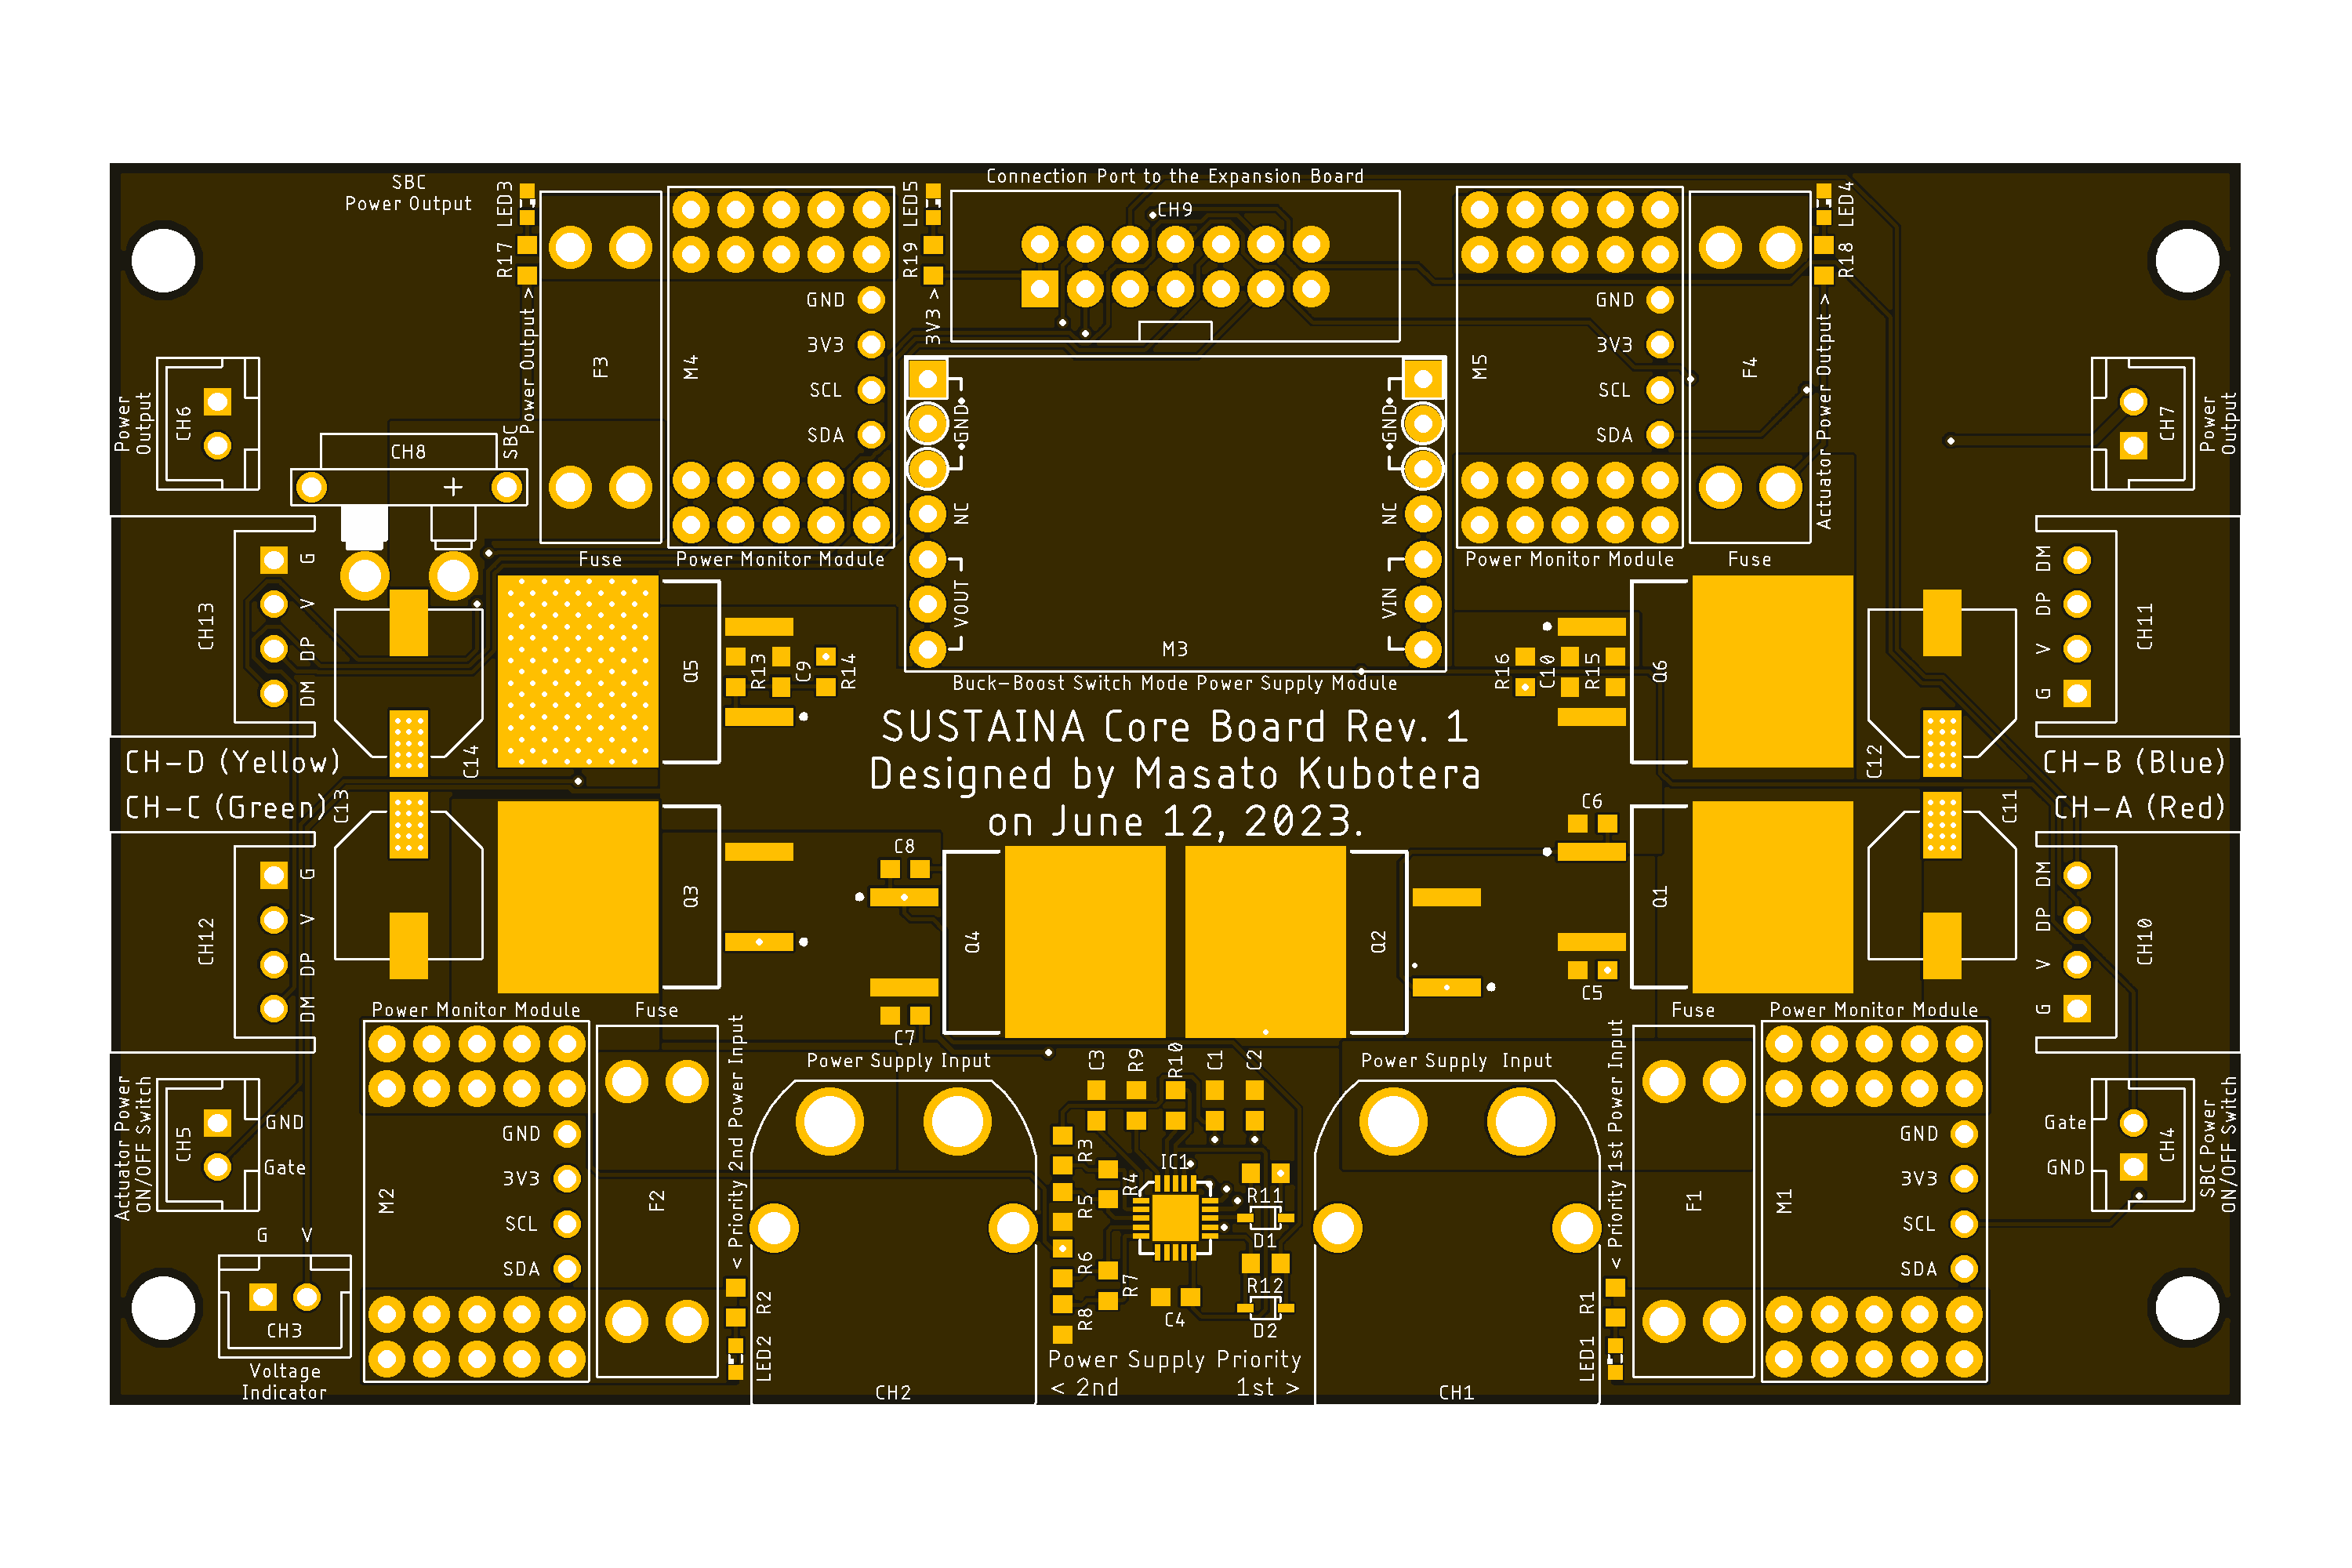 Connection Port to the Expansion Board
SBC
Power Output
LED3
LED5
CH9
LED4
R17
R19
R18
SBC
Power Output >
3V3 >
Actuator Power Output >
F3
M4
GND
3V3
SCL
SDA
M5
GND
3V3
SCL
SDA
F4
Power
Output
CH6
CH8
+
GND
NC
VOUT
GND
NC
VIN
M3
CH7
Power
Output
Fuse
Power Monitor Module
Power Monitor Module
Fuse
CH13
G
V
DP
DM
Q5
R13
C9
R14
R16
C10
R15
Q6
DM
DP
V
G
CH11
Buck-Boost Switch Mode Power Supply Module
SUSTAINA Core Board Rev. 1
Designed by Masato Kubotera
on June 12, 2023.
CH-D (Yellow)
CH-C (Green)
C14
C13
C12
C11
CH-B (Blue)
CH-A (Red)
C6
C8
CH12
G
V
DP
DM
Q3
Q4
Q2
Q1
DM
DP
V
G
CH10
C5
C7
Power Monitor Module
Fuse
Power Supply Input
Power Supply Input
Fuse
Power Monitor Module
C3
R9
R10
C1
C2
Actuator Power
ON/OFF Switch
CH5
GND
Gate
M2
GND
3V3
SCL
SDA
F2
< Priority 2nd Power Input
R3
R4
R5
R6
R7
R8
IC1
R11
D1
R12
D2
C4
< Priority 1st Power Input
F1
M1
GND
3V3
SCL
SDA
Gate
GND
CH4
SBC Power
ON/OFF Switch
G V
CH3
Voltage
Indicator
R2
LED2
R1
LED1
Power Supply Priority
< 2nd 1st >
CH2
CH1